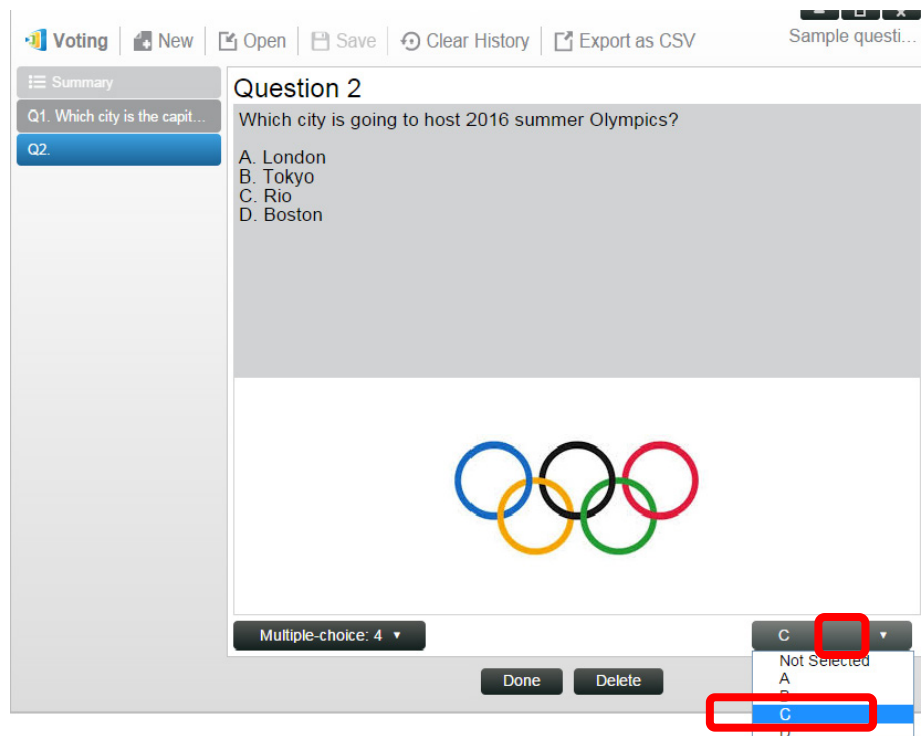 Voting New Open Save Clear History Export as CSV Sample questi...
Summary
Q1. Which city is the capit...
Q2.
Question 2
Which city is going to host 2016 summer Olympics?
A. London
B. Tokyo
C. Rio
D. Boston
Multiple-choice: 4
C
Done Delete
Not Selected
A
B
C
D